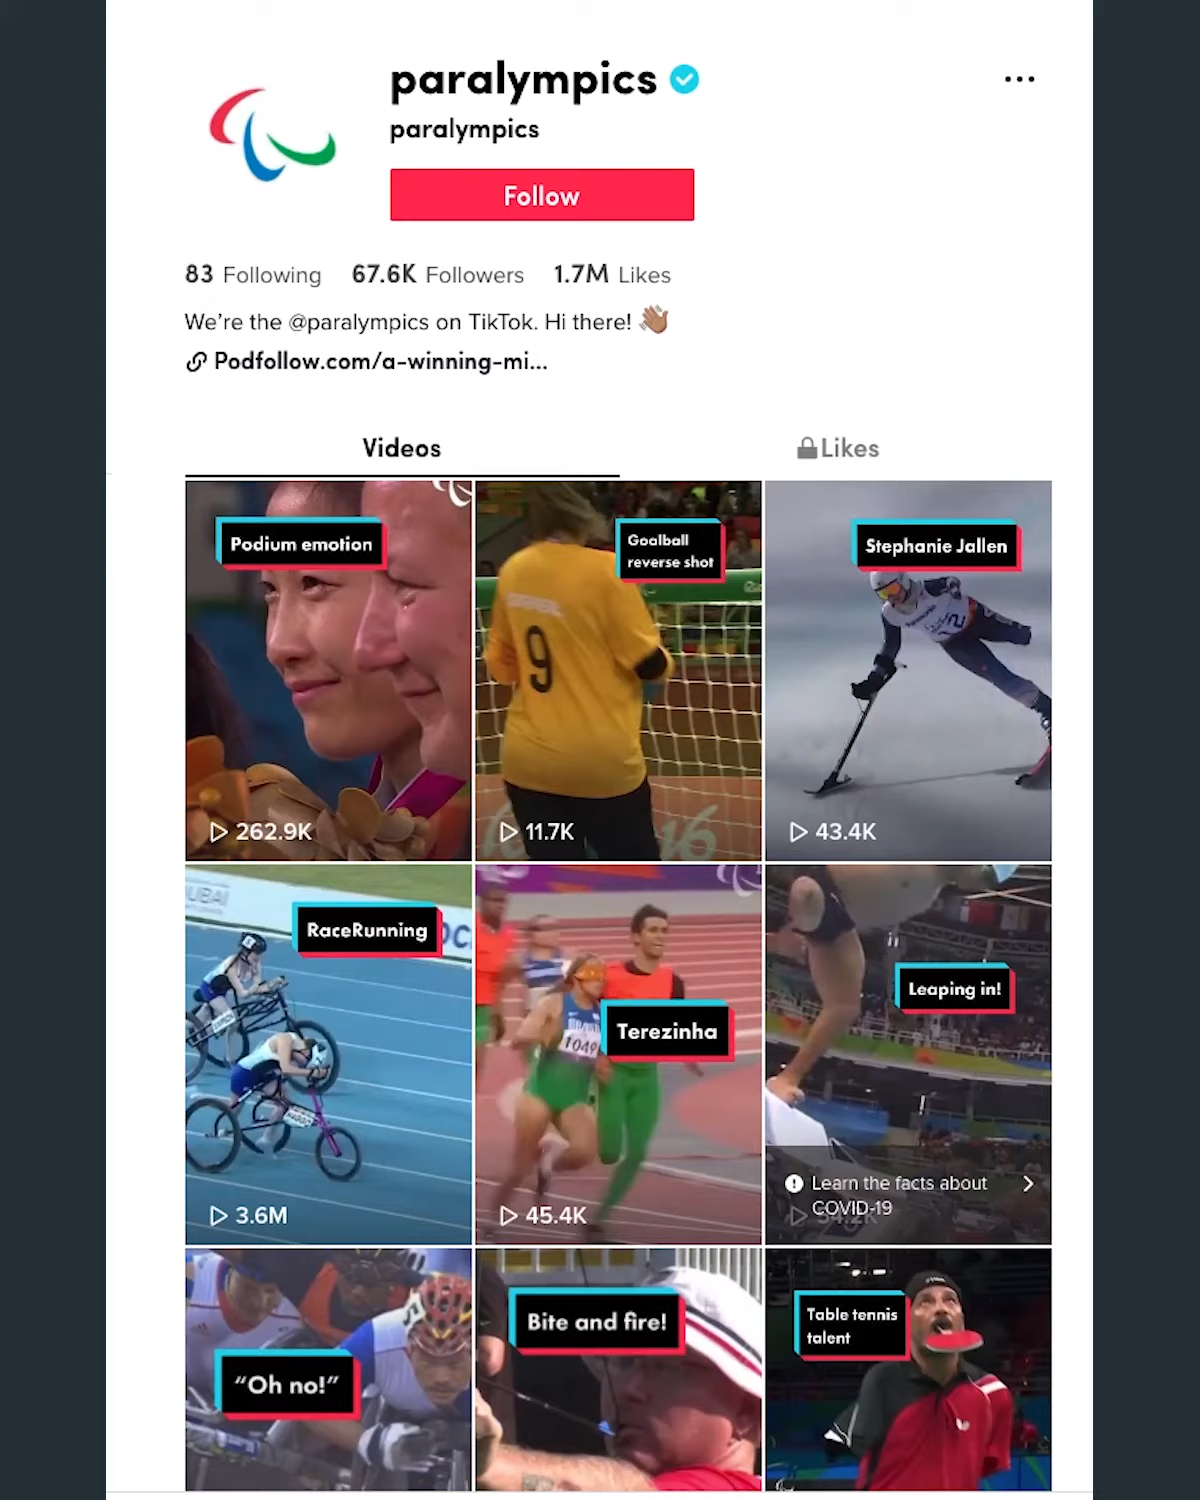 paralympics
paralympics
Follow
83 Following 67.6K Followers 1.7M Likes
We’re the @paralympics on TikTok. Hi there!
Podfollow.com/a-winning-mi...
Videos
Likes
Podium emotion
262.9K
Goalball
reverse shot
9
16
11.7K
Stephanie Jallen
43.4K
RaceRunning
3.6M
Terezinha
1049
45.4K
Leaping in!
Learn the facts about
COVID-19
“Oh no!”
Bite and fire!
Table tennis
talent